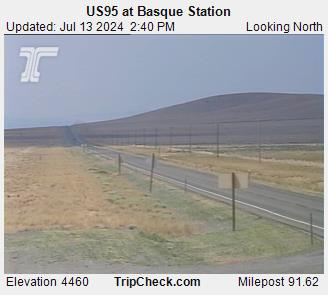 US95 at Basque Station
Updated: Jul 13 2024 2:40 PM Looking North
Elevation 4460 TripCheck.com Milepost 91.62